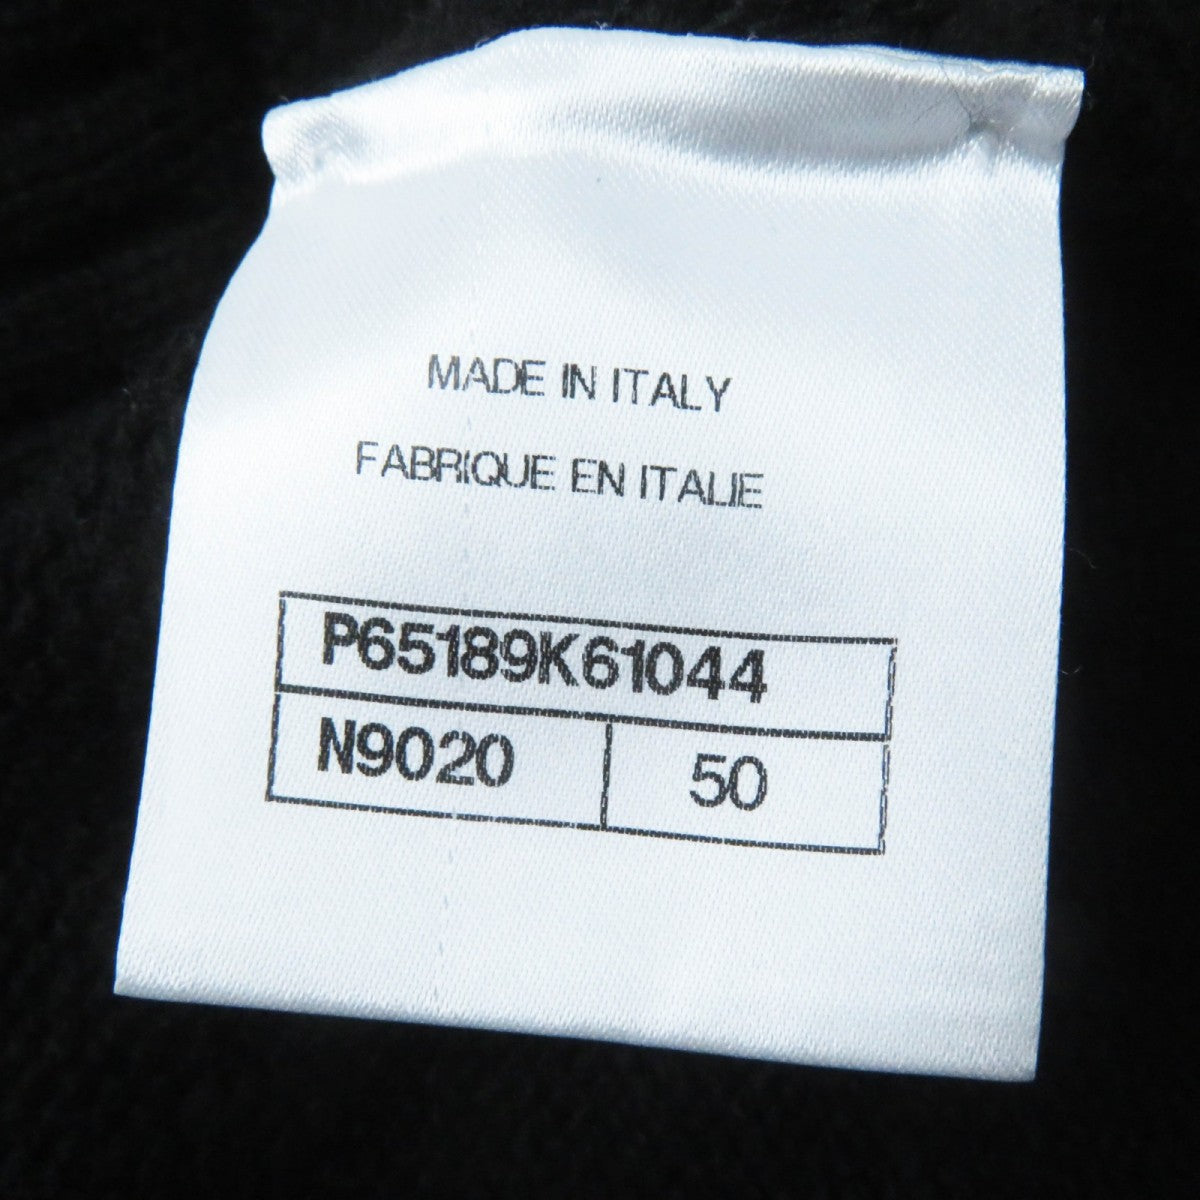 MADE IN ITALY
FABRIQUE EN ITALIE
P65189K61044
N9020 50